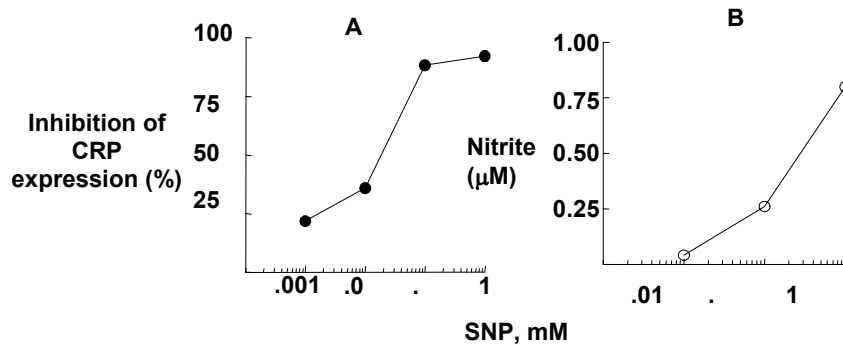 A
B
100
75
50
25
Inhibition of
CRP
expression (%)
.001 .0 . 1
1.00
0.75
0.50
0.25
Nitrite
(μM)
.01 . 1
SNP, mM